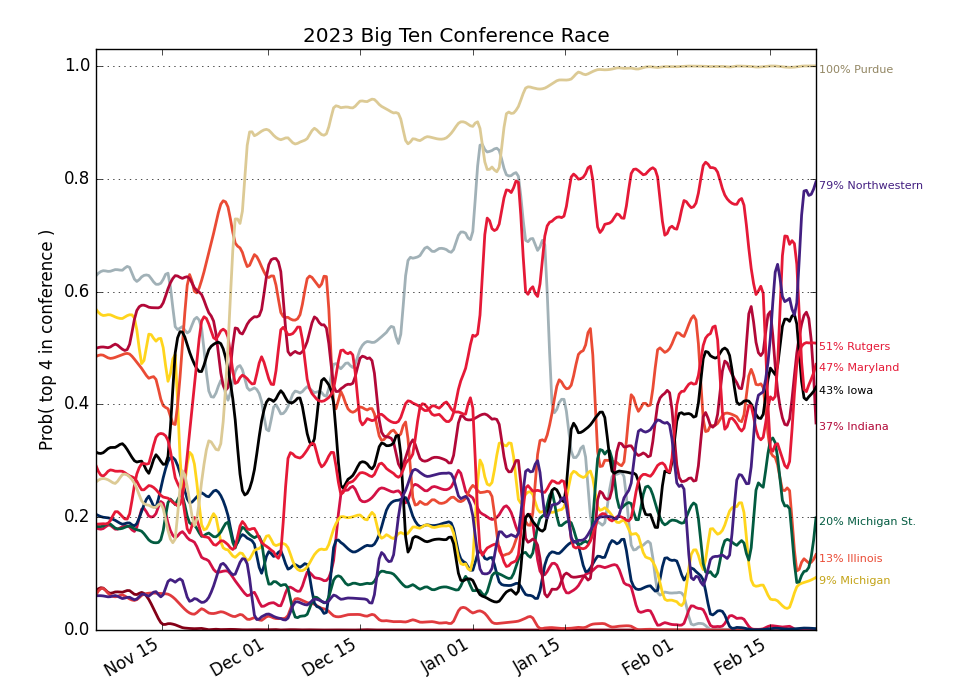 2023 Big Ten Conference Race
Prob( top 4 in conference )
1.0
0.8
0.6
0.4
0.2
0.0
Nov 15
Dec 01
Dec 15
Jan 01
Jan 15
Feb 01
Feb 15
100% Purdue
79% Northwestern
51% Rutgers
47% Maryland
43% Iowa
37% Indiana
20% Michigan St.
13% Illinois
9% Michigan